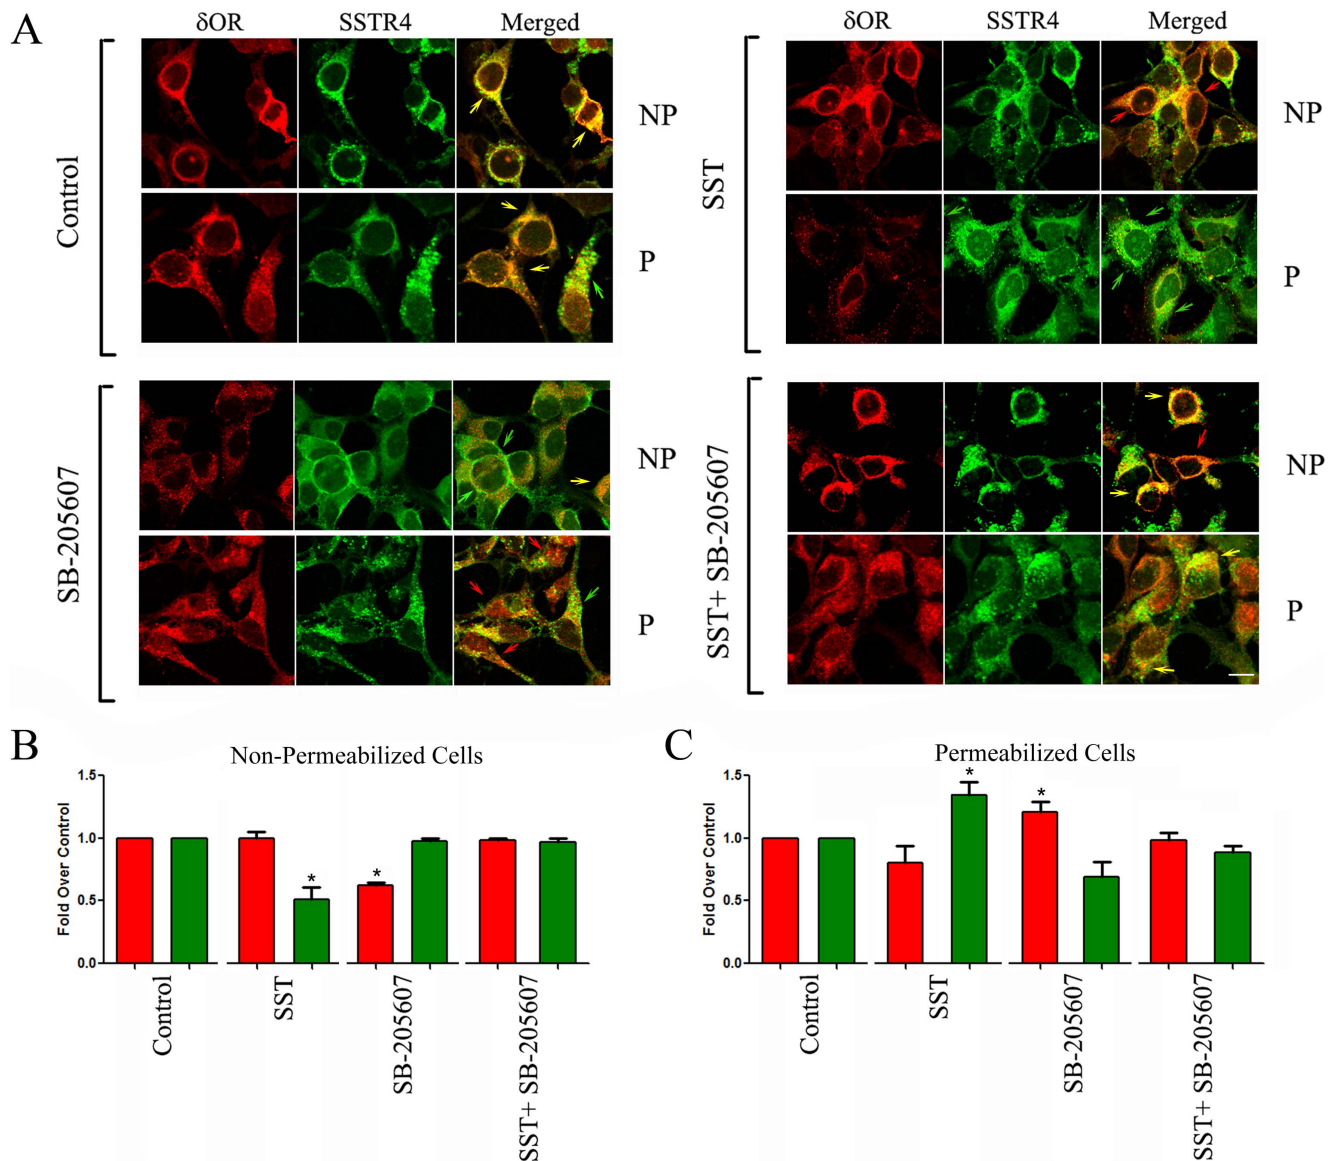 A
δOR SSTR4 Merged
Control
NP
P
δOR SSTR4 Merged
SST
NP
P
SB-205607
NP
P
SST+ SB-205607
NP
P
B
Non-Permeabilized Cells
Fold Over Control
1.5
1.0
0.5
0.0
*
*
Control
SST
SB-205607
SST+ SB-205607
C
Permeabilized Cells
Fold Over Control
1.5
1.0
0.5
0.0
*
*
Control
SST
SB-205607
SST+ SB-205607